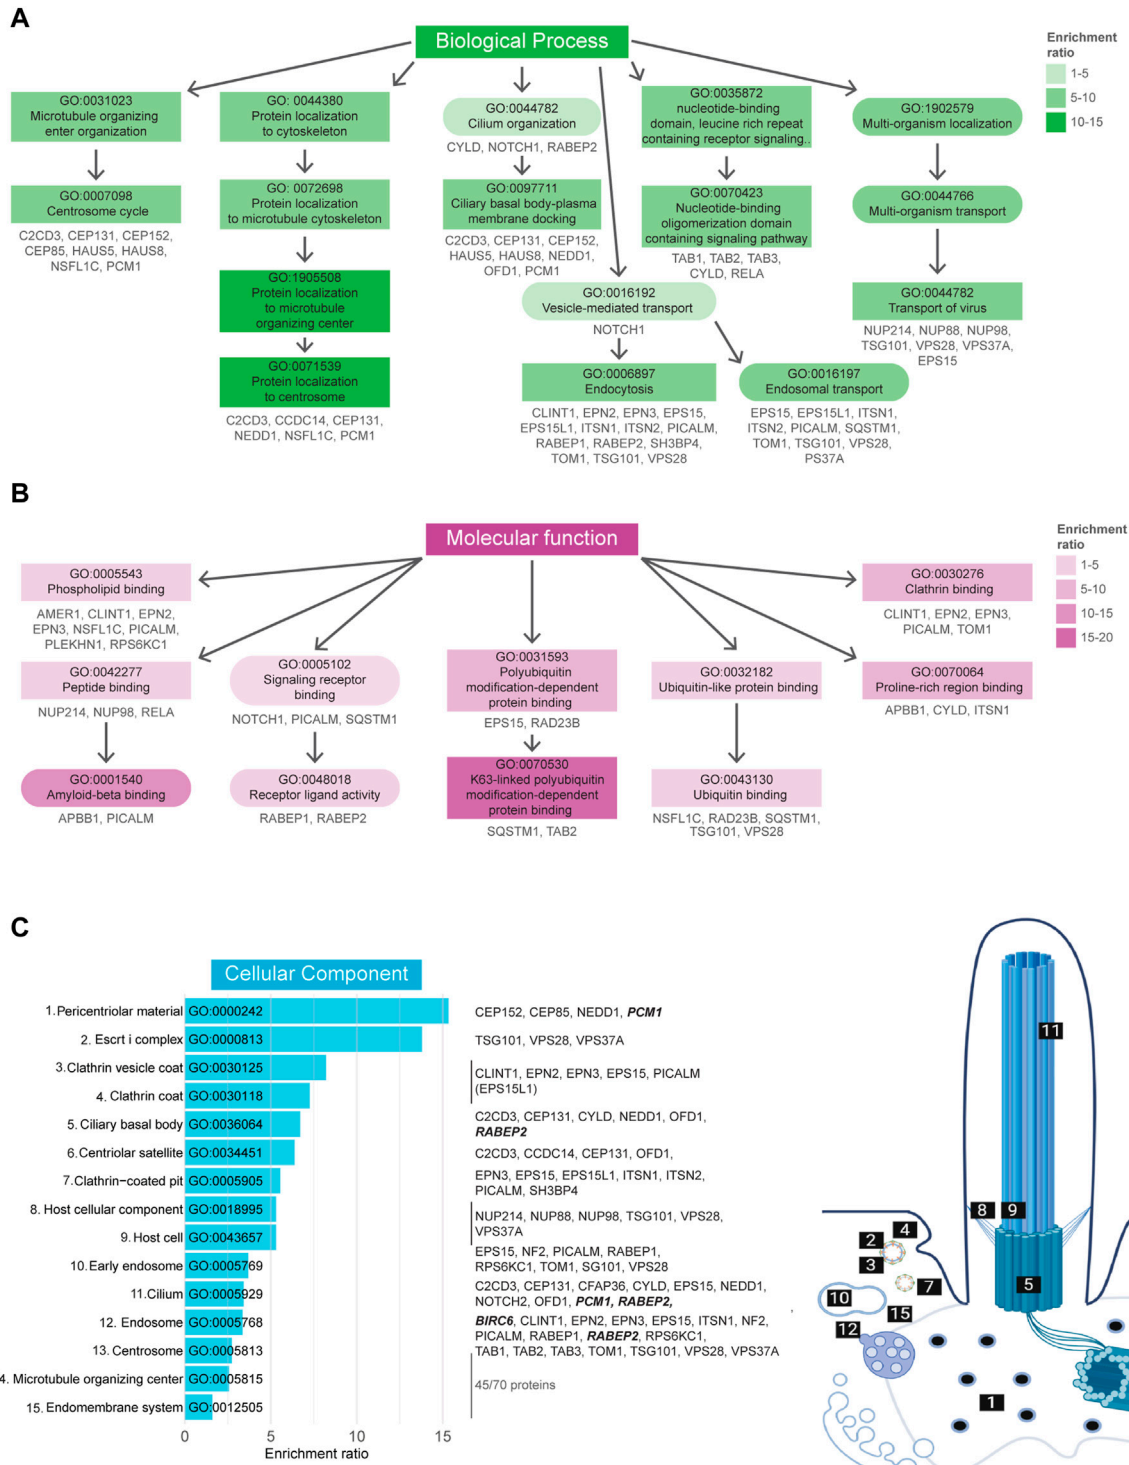 A
Biological Process
Enrichment
ratio
1-5
5-10
10-15
GO:0031023
Microtubule organizing
enter organization
GO:0007098
Centrosome cycle
C2CD3, CEP131, CEP152,
CEP85, HAUS5, HAUS8,
NSFL1C, PCM1
GO: 0044380
Protein localization
to cytoskeleton
GO: 0072698
Protein localization
to microtubule cytoskeleton
GO:1905508
Protein localization
to microtubule
organizing center
GO:0071539
Protein localization
to centrosome
C2CD3, CCDC14, CEP131,
NEDD1, NSFL1C, PCM1
GO:0044782
Cilium organization
CYLD, NOTCH1, RABEP2
GO:0097711
Ciliary basal body-plasma
membrane docking
C2CD3, CEP131, CEP152,
HAUS5, HAUS8, NEDD1,
OFD1, PCM1
GO:0016192
Vesicle-mediated transport
NOTCH1
GO:0006897
Endocytosis
CLINT1, EPN2, EPN3, EPS15,
EPS15L1, ITSN1, ITSN2, PICALM,
RABEP1, RABEP2, SH3BP4,
TOM1, TSG101, VPS28
GO:0016197
Endosomal transport
EPS15, EPS15L1, ITSN1,
ITSN2, PICALM, SQSTM1,
TOM1, TSG101, VPS28,
PS37A
GO:0035872
nucleotide-binding
domain, leucine rich repeat
containing receptor signaling..
GO:0070423
Nucleotide-binding
oligomerization domain
containing signaling pathway
TAB1, TAB2, TAB3,
CYLD, RELA
GO:1902579
Multi-organism localization
GO:0044766
Multi-organism transport
GO:0044782
Transport of virus
NUP214, NUP88, NUP98,
TSG101, VPS28, VPS37A,
EPS15
B
Molecular function
Enrichment
ratio
1-5
5-10
10-15
15-20
GO:0005543
Phospholipid binding
AMER1, CLINT1, EPN2,
EPN3, NSFL1C, PICALM,
PLEKHN1, RPS6KC1
GO:0042277
Peptide binding
NUP214, NUP98, RELA
GO:0001540
Amyloid-beta binding
APBB1, PICALM
GO:0005102
Signaling receptor
binding
NOTCH1, PICALM, SQSTM1
GO:0048018
Receptor ligand activity
RABEP1, RABEP2
GO:0031593
Polyubiquitin
modification-dependent
protein binding
EPS15, RAD23B
GO:0070530
K63-linked polyubiquitin
modification-dependent
protein binding
SQSTM1, TAB2
GO:0032182
Ubiquitin-like protein binding
GO:0043130
Ubiquitin binding
NSFL1C, RAD23B, SQSTM1,
TSG101, VPS28
GO:0030276
Clathrin binding
CLINT1, EPN2, EPN3,
PICALM, TOM1
GO:0070064
Proline-rich region binding
APBB1, CYLD, ITSN1
C
Cellular Component
1. Pericentriolar material GO:0000242 CEP152, CEP85, NEDD1, PCM1
2. Escrt i complex GO:0000813 TSG101, VPS28, VPS37A
3. Clathrin vesicle coat GO:0030125
CLINT1, EPN2, EPN3, EPS15, PICALM
(EPS15L1)
4. Clathrin coat GO:0030118
5. Ciliary basal body GO:0036064
C2CD3, CEP131, CYLD, NEDD1, OFD1,
RABEP2
6. Centriolar satellite GO:0034451 C2CD3, CCDC14, CEP131, OFD1,
7. Clathrin-coated pit GO:0005905
EPN3, EPS15, EPS15L1, ITSN1, ITSN2,
PICALM, SH3BP4
8. Host cellular component GO:0018995
NUP214, NUP88, NUP98, TSG101, VPS28,
VPS37A
9. Host cell GO:0043657
10. Early endosome GO:0005769
EPS15, NF2, PICALM, RABEP1,
RPS6KC1, TOM1, SG101, VPS28
11. Cilium GO:0005929
C2CD3, CEP131, CFAP36, CYLD, EPS15, NEDD1,
NOTCH2, OFD1, PCM1, RABEP2,
12. Endosome GO:0005768
BIRC6, CLINT1, EPN2, EPN3, EPS15, ITSN1, NF2,
PICALM, RABEP1, RABEP2, RPS6KC1,
TAB1, TAB2, TAB3, TOM1, TSG101, VPS28, VPS37A
13. Centrosome GO:0005813
4. Microtubule organizing center GO:0005815
45/70 proteins
15. Endomembrane system GO:0012505
0 5 10 15
Enrichment ratio
11
8 9
4
2
3
7
5
10
15
12
1